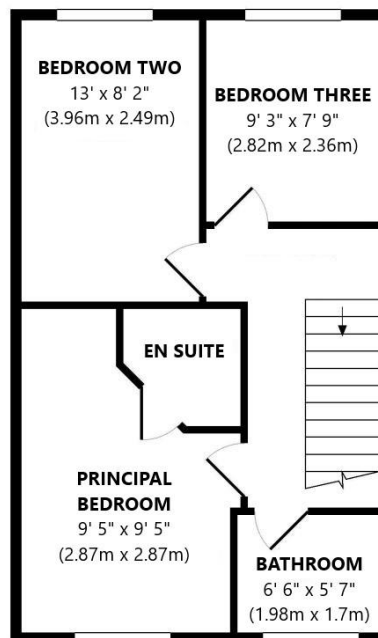 BEDROOM TWO
13' x 8' 2"
(3.96m x 2.49m)
BEDROOM THREE
9' 3" x 7' 9"
(2.82m x 2.36m)
EN SUITE
PRINCIPAL
BEDROOM
9' 5" x 9' 5"
(2.87m x 2.87m)
BATHROOM
6' 6" x 5' 7"
(1.98m x 1.7m)